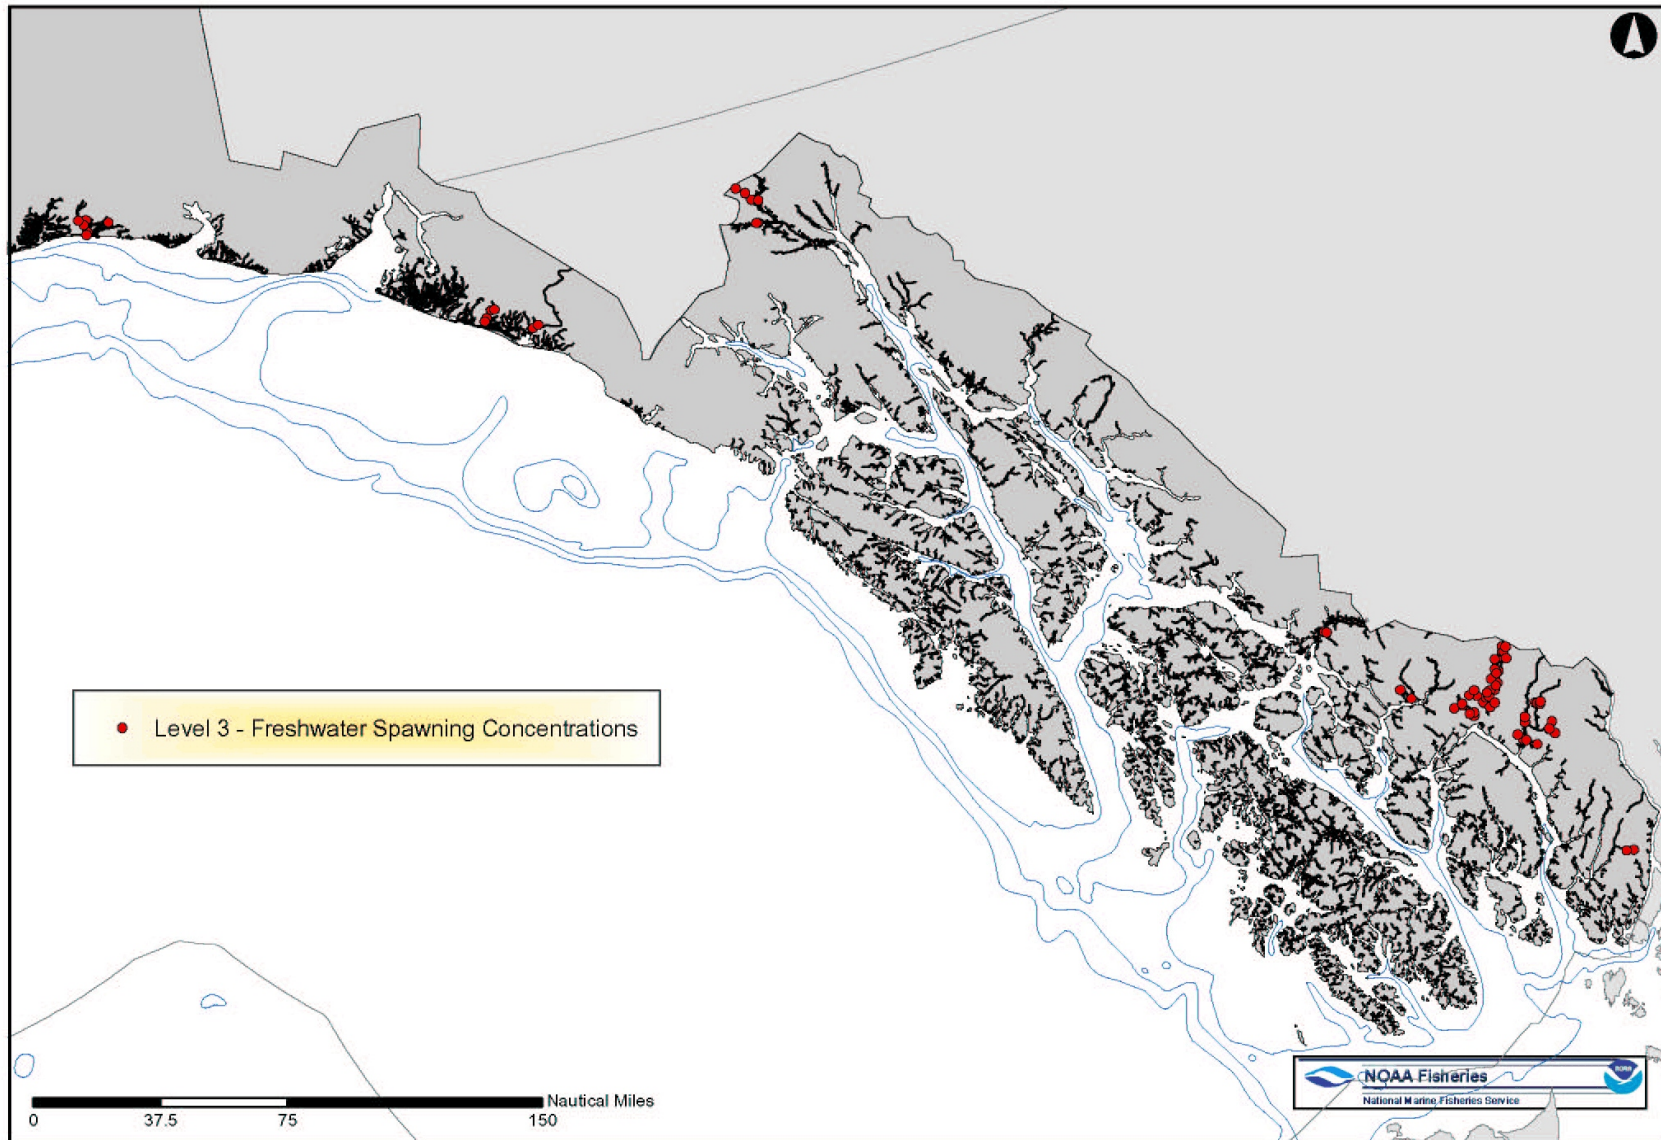 Level 3 - Freshwater Spawning Concentrations
Nautical Miles
0 37.5 75 150
NOAA Fisheries
National Marine Fisheries Service